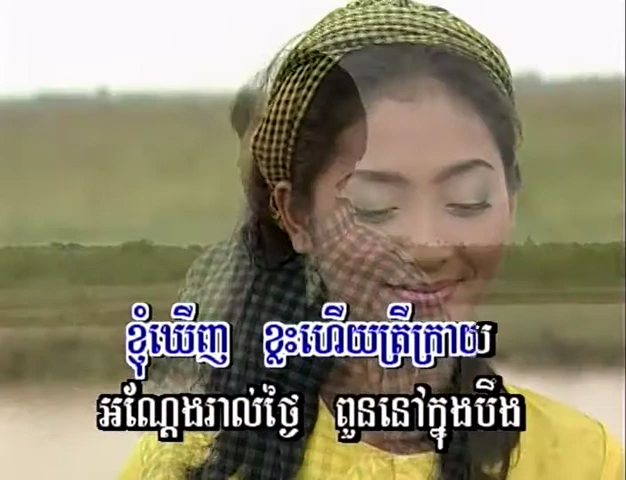 ខ្ញុំឃើញ ខ្លះហើយត្រីក្រាយ
អណ្ដែងរាល់ថ្ងៃ ពួននៅក្នុងបឹង